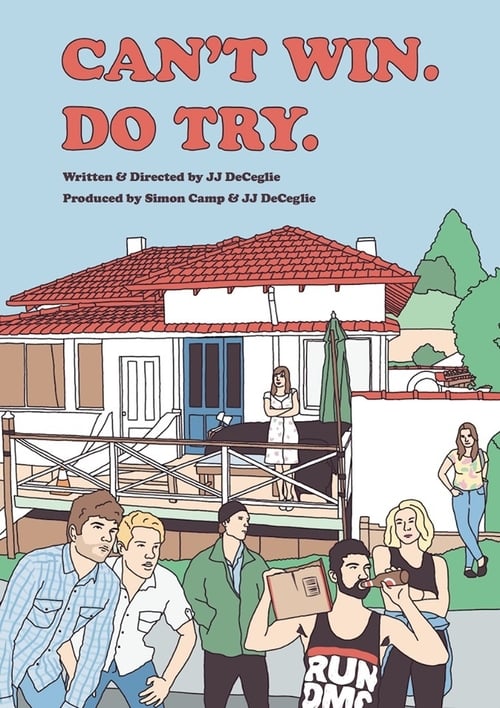 CAN'T WIN.
DO TRY.
Written & Directed by JJ DeCeglie
Produced by Simon Camp & JJ DeCeglie
RUN
DMC